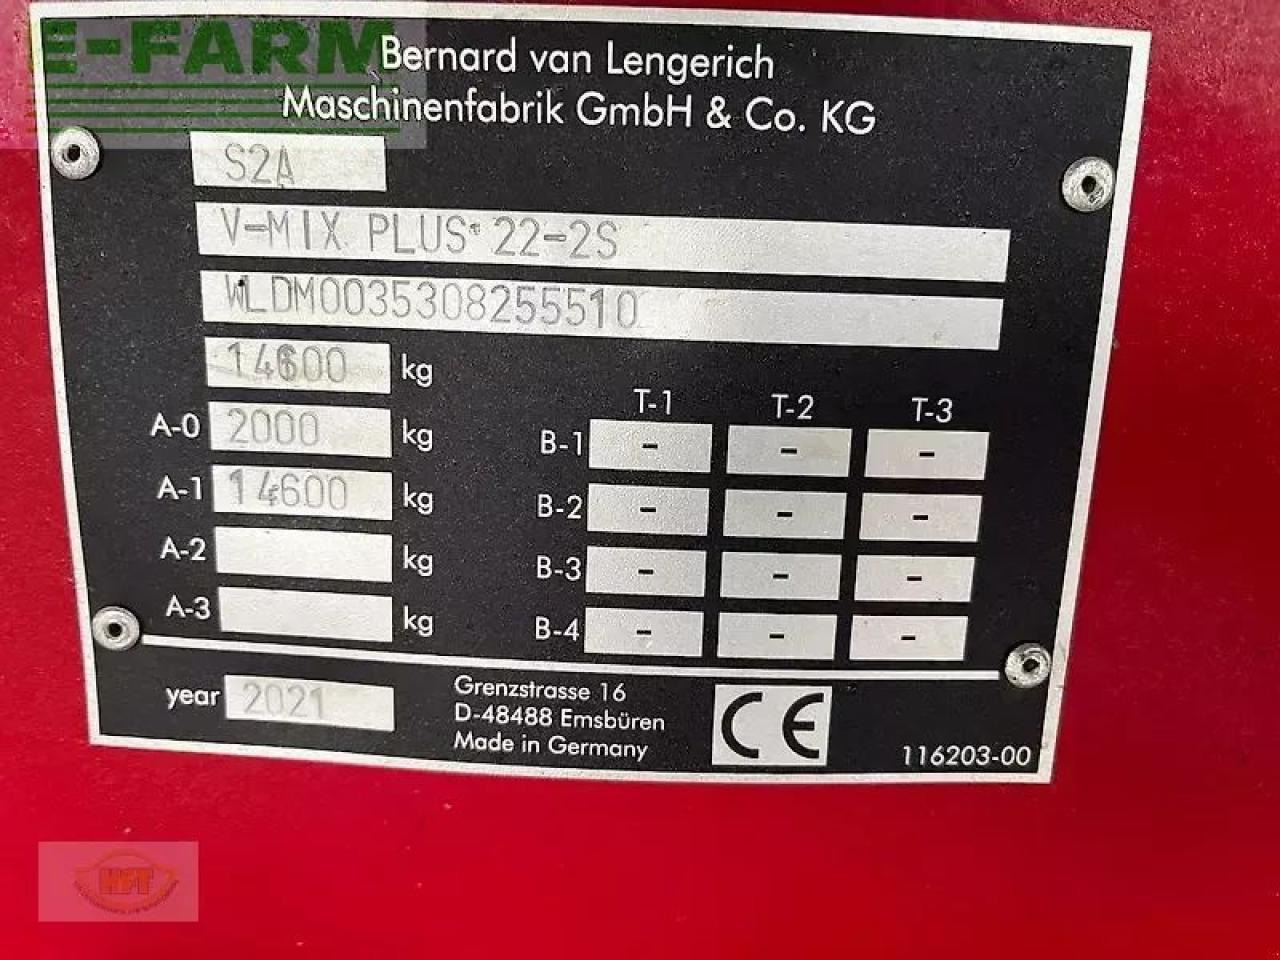 E-FARM
Bernard van Lengerich
Maschinenfabrik GmbH & Co. KG
S2A
V-MIX PLUS 22-2S
WLDM0035308255510
14600 kg
A-0 2000 kg
A-1 14600 kg
A-2 kg
A-3 kg
T-1 T-2 T-3
B-1 - - -
B-2 - - -
B-3 - - -
B-4 - - -
year 2021
Grenzstrasse 16
D-48488 Emsbüren
Made in Germany
CE
116203-00
HFT